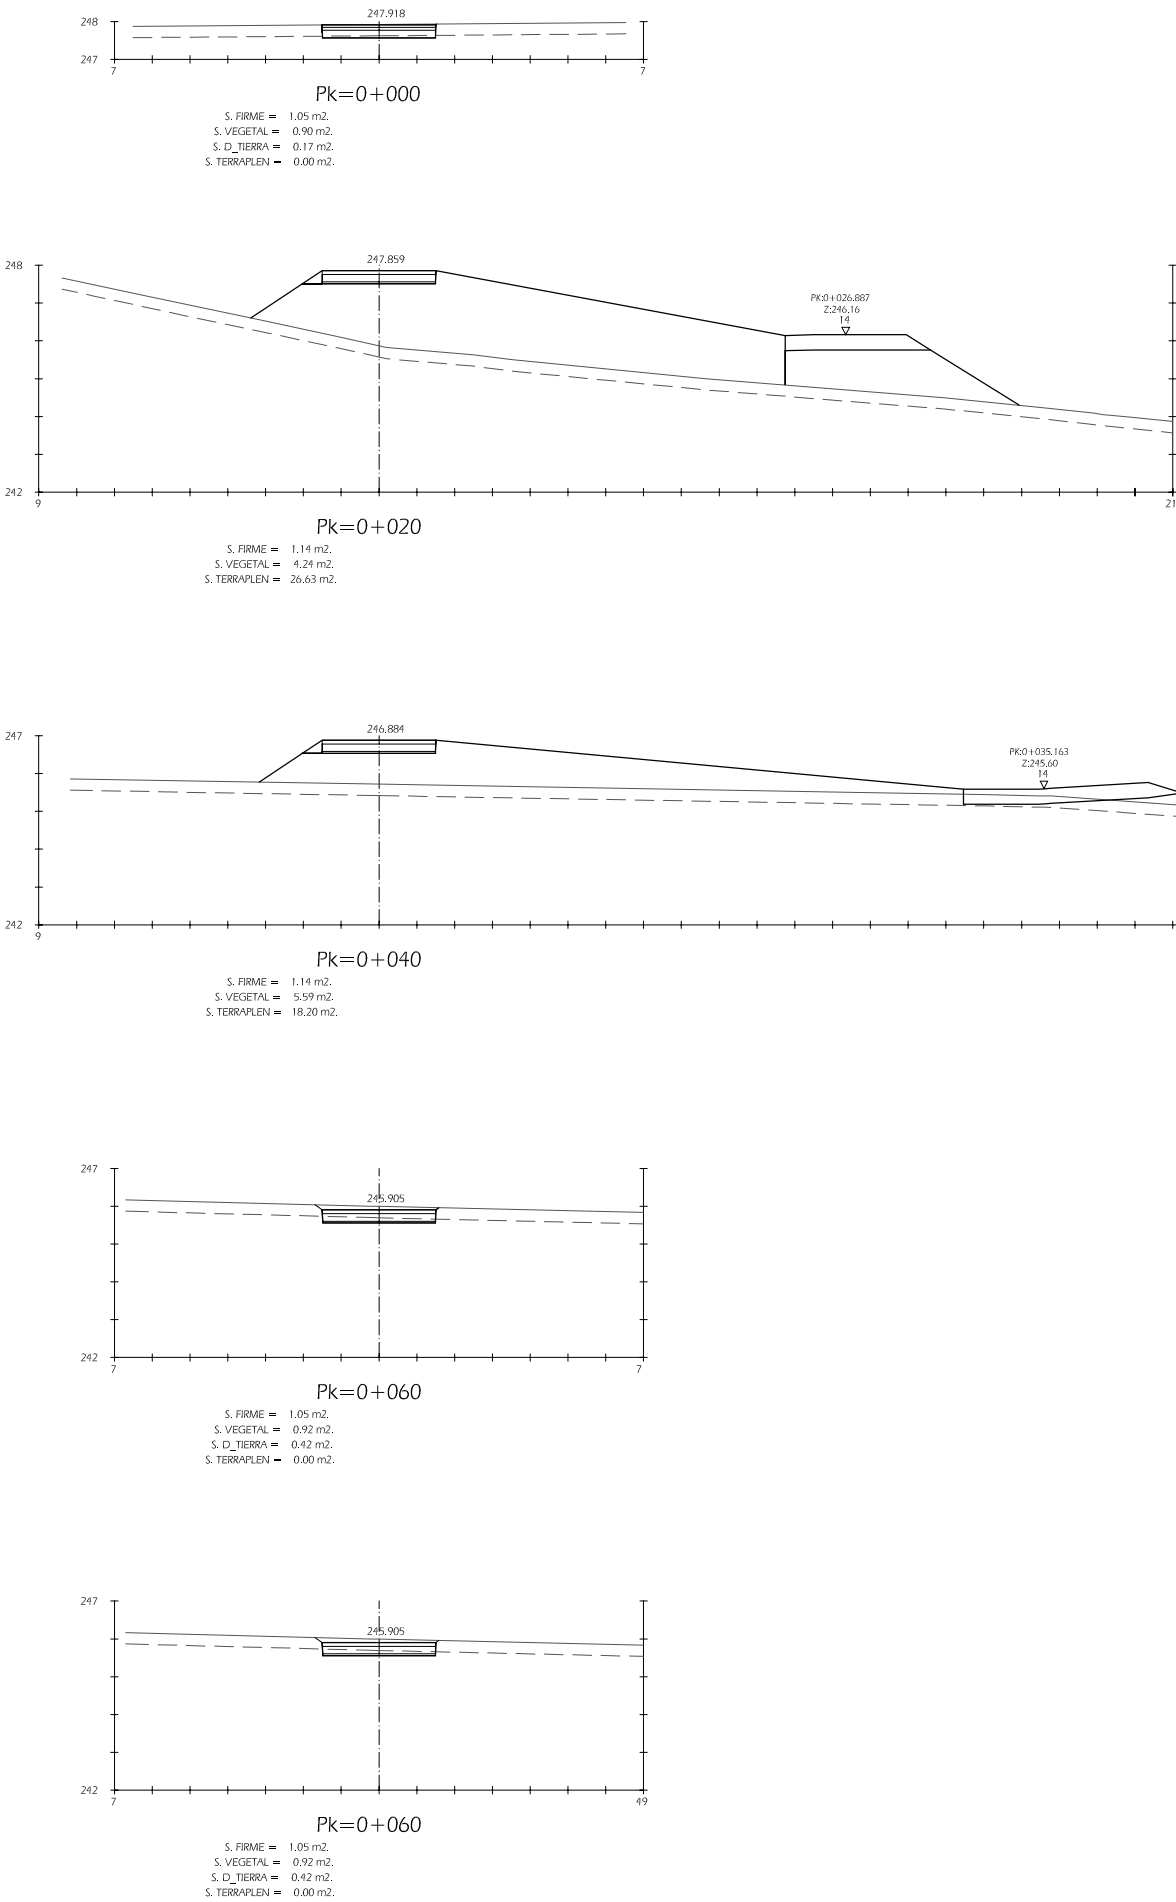 247.918
248
247
7 7
Pk=0+000
S. FIRME = 1.05 m2.
S. VEGETAL = 0.90 m2.
S. D_TIERRA = 0.17 m2.
S. TERRAPLEN = 0.00 m2.
247.859
248
PK:0+026.887
Z:246.16
14
242
9 21
Pk=0+020
S. FIRME = 1.14 m2.
S. VEGETAL = 4.24 m2.
S. TERRAPLEN = 26.63 m2.
246.884
247
PK:0+035.163
Z:245.60
14
242
9
Pk=0+040
S. FIRME = 1.14 m2.
S. VEGETAL = 5.59 m2.
S. TERRAPLEN = 18.20 m2.
247
245.905
242
7 7
Pk=0+060
S. FIRME = 1.05 m2.
S. VEGETAL = 0.92 m2.
S. D_TIERRA = 0.42 m2.
S. TERRAPLEN = 0.00 m2.
247
245.905
242
7 49
Pk=0+060
S. FIRME = 1.05 m2.
S. VEGETAL = 0.92 m2.
S. D_TIERRA = 0.42 m2.
S. TERRAPLEN = 0.00 m2.